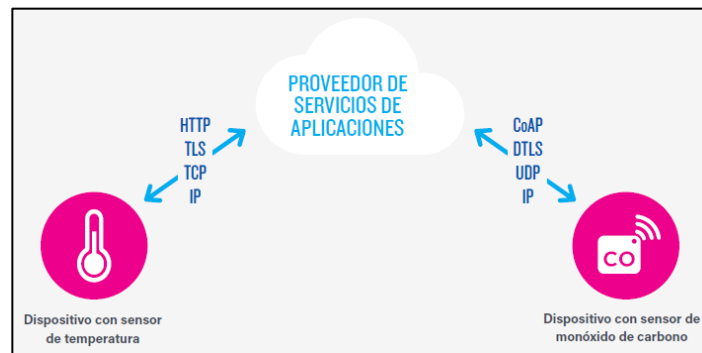 PROVEEDOR DE
SERVICIOS DE
APLICACIONES
HTTP
TLS
TCP
IP
CoAP
DTLS
UDP
IP
CO
Dispositivo con sensor
de temperatura
Dispositivo con sensor de
monóxido de carbono